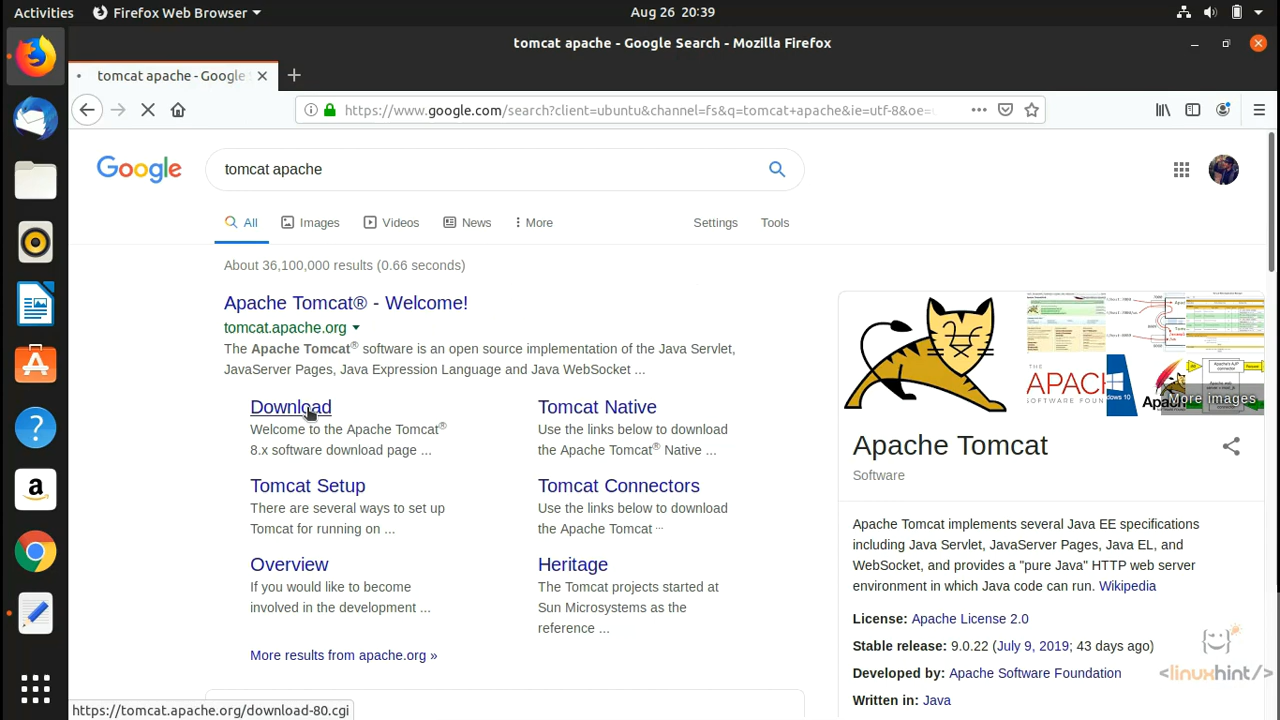 Activities
Firefox Web Browser
Aug 26 20:39
tomcat apache - Google Search - Mozilla Firefox
tomcat apache - Google
https://www.google.com/search?client=ubuntu&channel=fs&q=tomcat+apache&ie=utf-8&oe=
Google
tomcat apache
All
Images
Videos
News
More
Settings
Tools
About 36,100,000 results (0.66 seconds)
Apache Tomcat® - Welcome!
tomcat.apache.org
The Apache Tomcat software is an open source implementation of the Java Servlet,
JavaServer Pages, Java Expression Language and Java WebSocket ...
Download
Welcome to the Apache Tomcat®
8.x software download page ...
Tomcat Native
Use the links below to download
the Apache Tomcat® Native ...
Tomcat Setup
There are several ways to set up
Tomcat for running on ...
Tomcat Connectors
Use the links below to download
the Apache Tomcat ...
Overview
If you would like to become
involved in the development ...
Heritage
The Tomcat projects started at
Sun Microsystems as the
reference ...
More results from apache.org »
THE
APACH
SOFTWARE FOUN
dows 10
Apach
More images
Apache Tomcat
Software
Apache Tomcat implements several Java EE specifications
including Java Servlet, JavaServer Pages, Java EL, and
WebSocket, and provides a "pure Java" HTTP web server
environment in which Java code can run. Wikipedia
License: Apache License 2.0
Stable release: 9.0.22 (July 9, 2019; 43 days ago)
Developed by: Apache Software Foundation
Written in: Java
<linuxhint/>
https://tomcat.apache.org/download-80.cgi